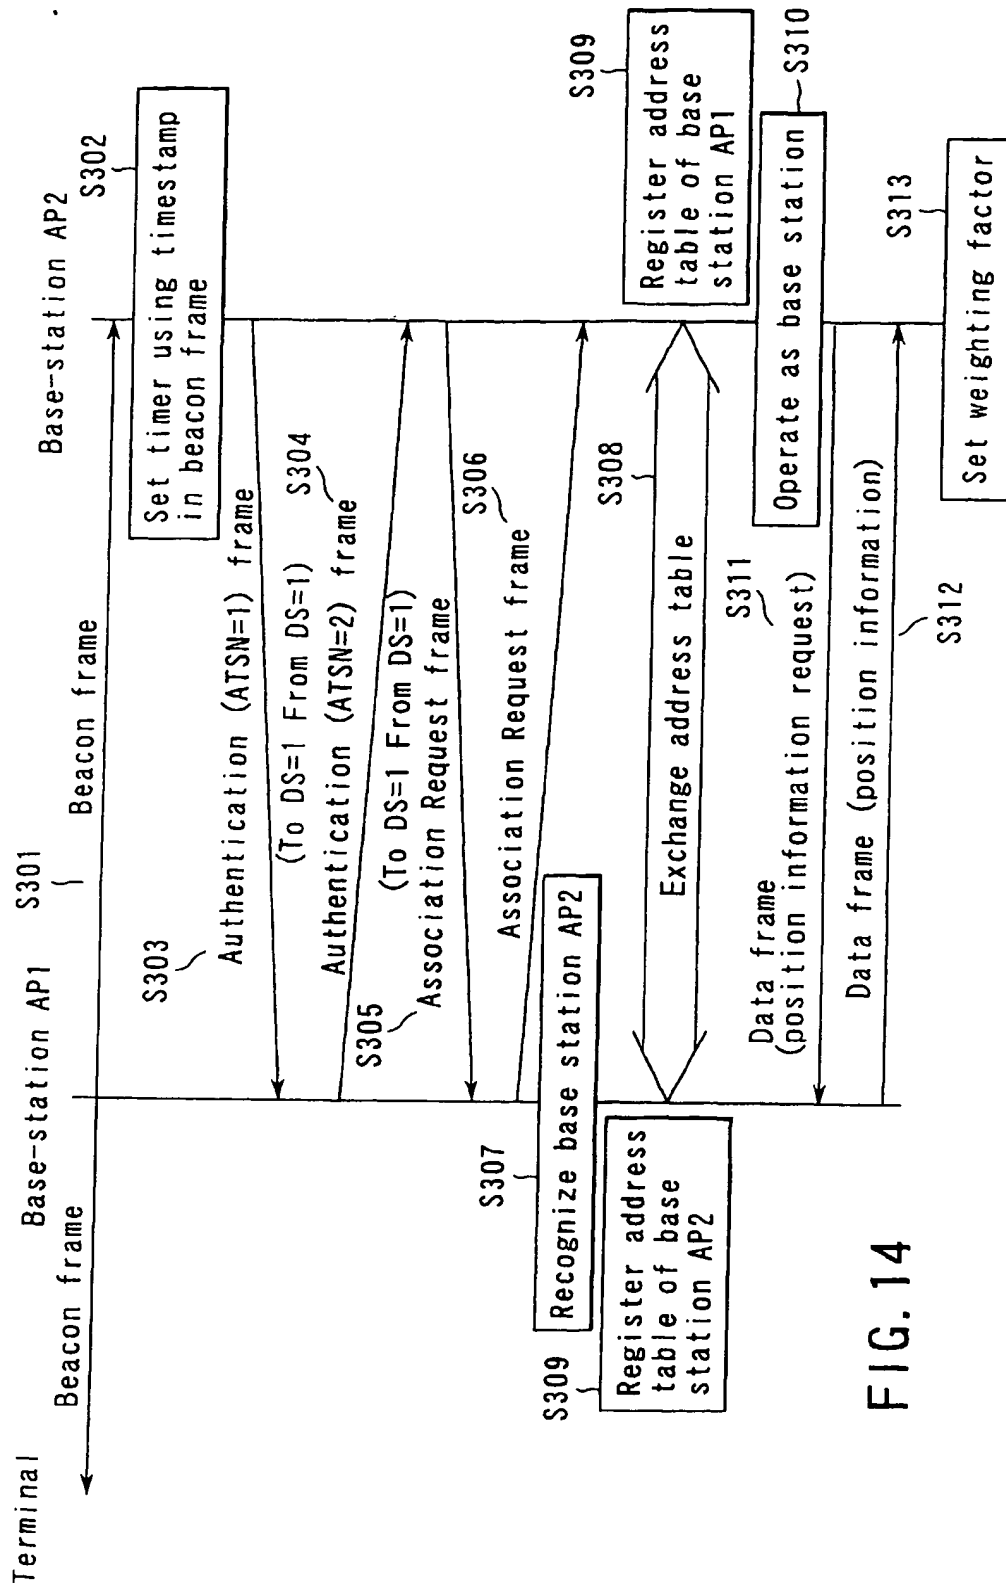 Terminal
Base-station AP1
Base-station AP2
Beacon frame
S301
Beacon frame
S302
Set timer using timestamp
in beacon frame
S303
Authentication (ATSN=1) frame
(To DS=1 From DS=1)
S304
Authentication (ATSN=2) frame
(To DS=1 From DS=1)
S305
Association Request frame
S306
Association Request frame
S307
Recognize base station AP2
S308
Exchange address table
S309
Register address
table of base
station AP2
S309
Register address
table of base
station AP1
S310
Operate as base station
S311
Data frame
(position information request)
Data frame (position information)
S312
S313
Set weighting factor
FIG. 14